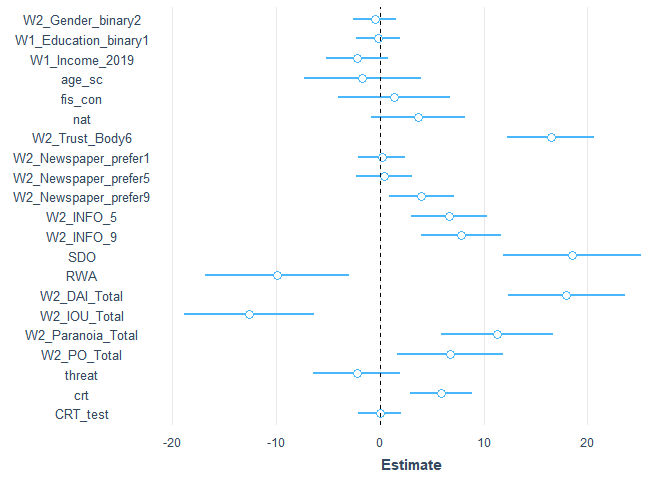 W2_Gender_binary2
W1_Education_binary1
W1_Income_2019
age_sc
fis_con
nat
W2_Trust_Body6
W2_Newspaper_prefer1
W2_Newspaper_prefer5
W2_Newspaper_prefer9
W2_INFO_5
W2_INFO_9
SDO
RWA
W2_DAI_Total
W2_IOU_Total
W2_Paranoia_Total
W2_PO_Total
threat
crt
CRT_test
-20 -10 0 10 20
Estimate